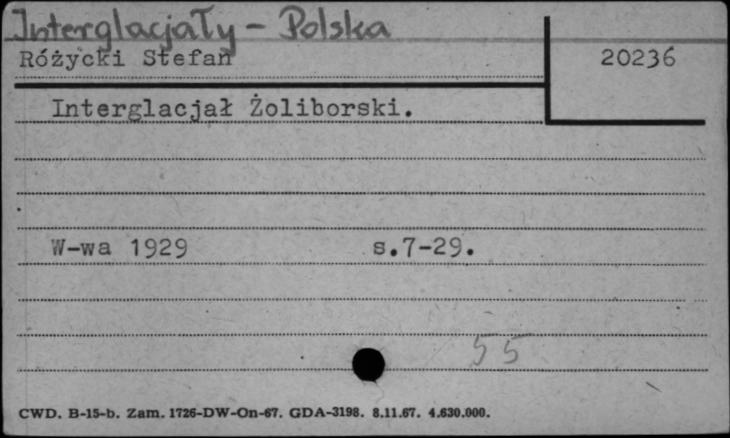 Interglacjały - Polska
Różycki Stefan
20236
Interglacjał Żoliborski.
W-wa 1929 s.7-29.
55
CWD. B-15-b. Zam. 1726-DW-On-67. GDA-3198. 8.11.67. 4.630.000.